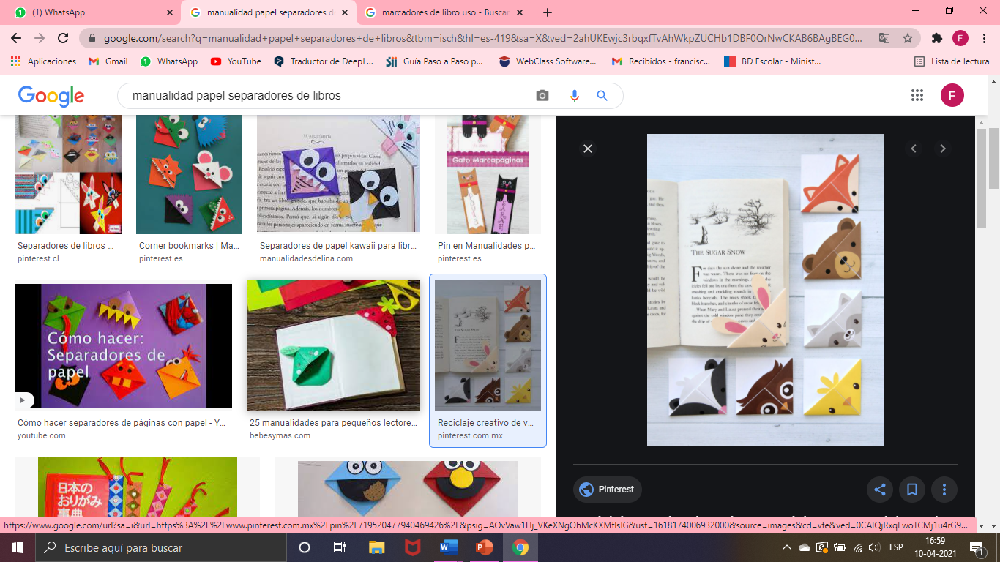 (1) WhatsApp
manualidad papel separadores de
marcadores de libro uso - Buscar
google.com/search?q=manualidad+papel+separadores+de+libros&tbm=isch&hl=es-419&sa=X&ved=2ahUKEwjc3rbqxfTvAhWkpZUCHb1DBF0QrNwCKAB6BAgBEG0...
F
Aplicaciones
Gmail
WhatsApp
YouTube
Traductor de DeepL...
Guía Paso a Paso p...
WebClass Software...
Recibidos - francisc...
BD Escolar - Minist...
Lista de lectura
Google
manualidad papel separadores de libros
F
Gato Marcapaginas
Separadores de libros ...
pinterest.cl
Corner bookmarks | Ma...
pinterest.es
Separadores de papel kawaii para libr...
manualidadesdelina.com
Pin en Manualidades p...
pinterest.es
THE SUGAR SNOW
Cómo hacer:
Separadores de
papel
Cómo hacer separadores de páginas con papel - Y...
youtube.com
25 manualidades para pequeños lectore...
bebesymas.com
Reciclaje creativo de v...
pinterest.com.mx
日本の
おりがみ
事典
Pinterest
https://www.google.com/url?sa=i&url=https%3A%2F%2Fwww.pinterest.com.mx%2Fpin%2F719520477940469426%2F&psig=AOvVaw1Hj_VKeXNgOhMcKXMtIsIG&ust=1618174006932000&source=images&cd=vfe&ved=0CAIQjRxqFwoTCMj1u4rG9...
Escribe aquí para buscar
ESP
16:59
10-04-2021
1